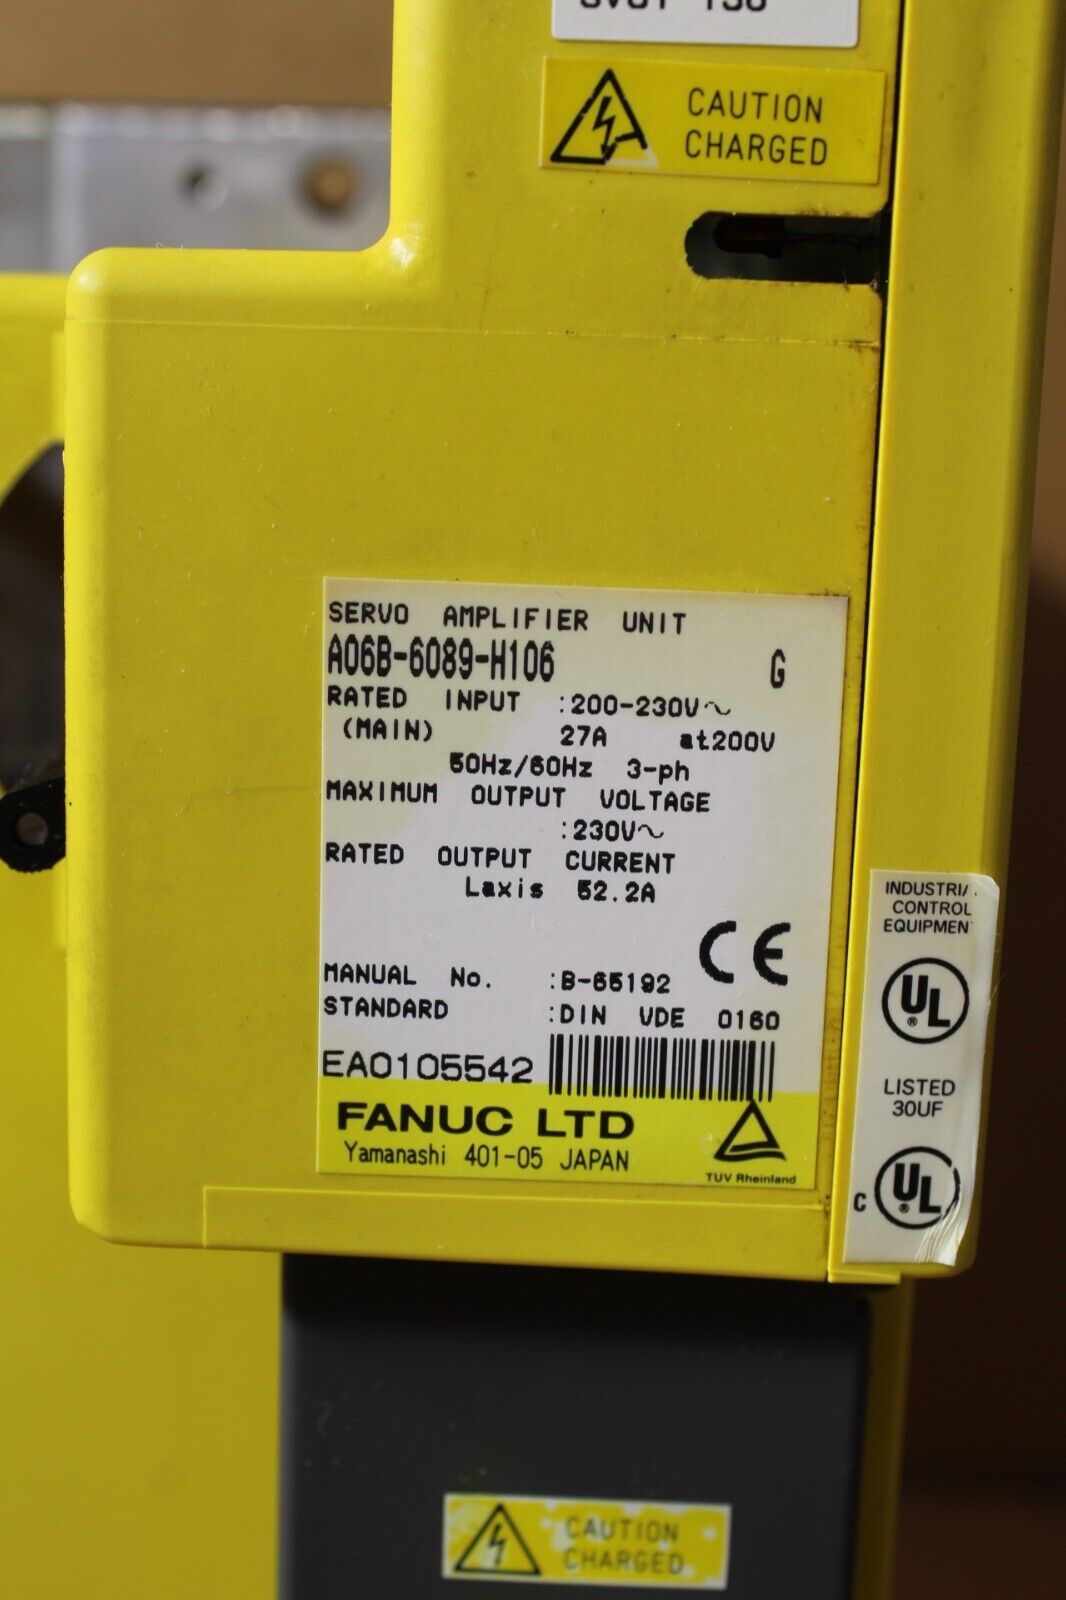 SVU1-130
CAUTION
CHARGED
SERVO AMPLIFIER UNIT
A06B-6089-H106 G
RATED INPUT :200-230V~
(MAIN) 27A at200V
50Hz/60Hz 3-ph
MAXIMUM OUTPUT VOLTAGE
:230V~
RATED OUTPUT CURRENT
Laxis 52.2A
CE
MANUAL No. :B-65192
STANDARD :DIN VDE 0160
EA0105542
FANUC LTD
Yamanashi 401-05 JAPAN
TUV Rheinland
CONTROL
UL
®
LISTED
30UF
C UL
®
CAUTION
CHARGED